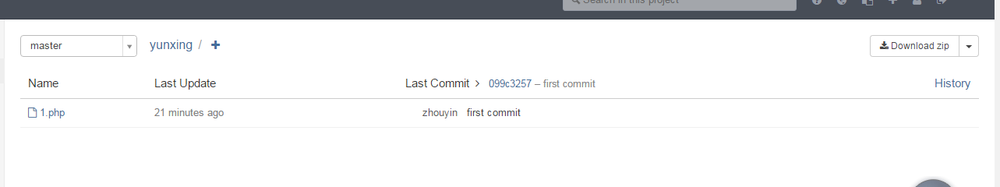 Search in this project
master
yunxing / +
Download zip
Name Last Update Last Commit > 099c3257 – first commit History
1.php 21 minutes ago zhouyin first commit